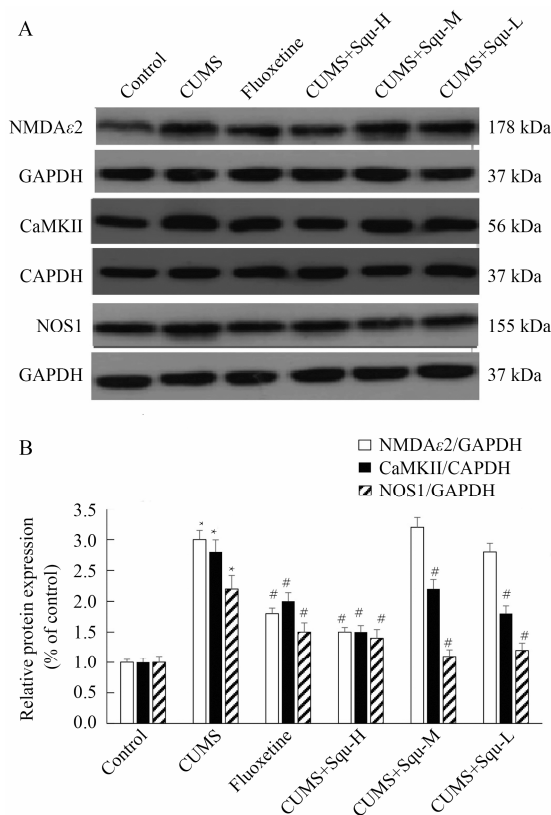 A
Control CUMS Fluoxetine CUMS+Squ-H CUMS+Squ-M CUMS+Squ-L
NMDAε2 178 kDa
GAPDH 37 kDa
CaMKII 56 kDa
CAPDH 37 kDa
NOS1 155 kDa
GAPDH 37 kDa
B
NMDAε2/GAPDH
CaMKII/CAPDH
NOS1/GAPDH
Relative protein expression
(% of control)
3.5
3.0
2.5
2.0
1.5
1.0
0.5
0.0
* * *
# # #
# # #
# #
# #
Control CUMS Fluoxetine CUMS+Squ-H CUMS+Squ-M CUMS+Squ-L